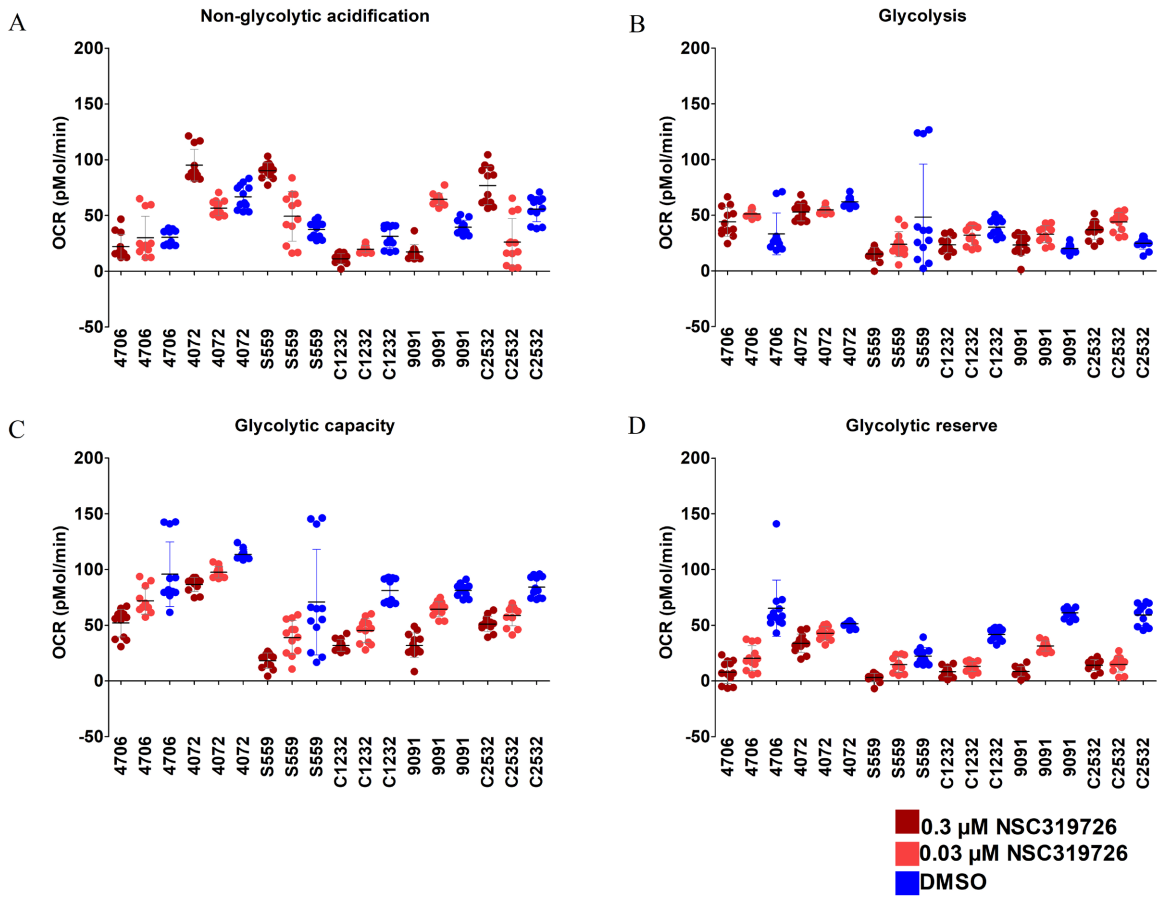 A
Non-glycolytic acidification
OCR (pMol/min)
200
150
100
50
0
-50
4706
4706
4706
4072
4072
4072
S559
S559
S559
C1232
C1232
C1232
9091
9091
9091
C2532
C2532
C2532
B
Glycolysis
OCR (pMol/min)
200
150
100
50
0
-50
4706
4706
4706
4072
4072
4072
S559
S559
S559
C1232
C1232
C1232
9091
9091
9091
C2532
C2532
C2532
C
Glycolytic capacity
OCR (pMol/min)
200
150
100
50
0
-50
4706
4706
4706
4072
4072
4072
S559
S559
S559
C1232
C1232
C1232
9091
9091
9091
C2532
C2532
C2532
D
Glycolytic reserve
OCR (pMol/min)
200
150
100
50
0
-50
4706
4706
4706
4072
4072
4072
S559
S559
S559
C1232
C1232
C1232
9091
9091
9091
C2532
C2532
C2532
0.3 µM NSC319726
0.03 µM NSC319726
DMSO